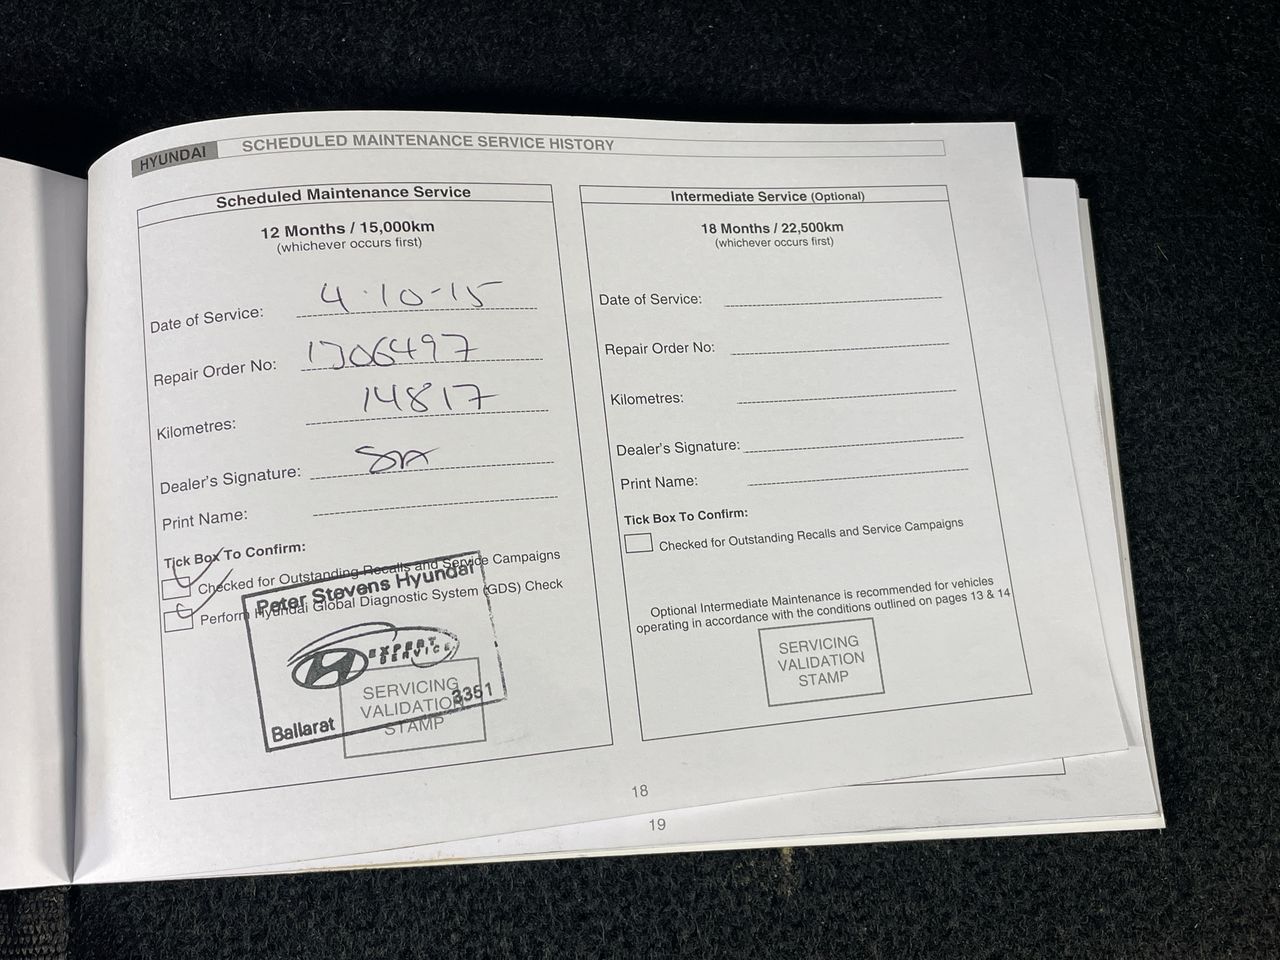 HYUNDAI
SCHEDULED MAINTENANCE SERVICE HISTORY
Scheduled Maintenance Service
12 Months / 15,000km
(whichever occurs first)
Date of Service: 4-10-15
Repair Order No: 1706497
Kilometres: 14817
Dealer's Signature:
Print Name:
Tick Box To Confirm:
Checked for Outstanding Recalls and Service Campaigns
Perform Hyundai Global Diagnostic System (GDS) Check
Peter Stevens Hyundai
EXPERT
SERVICE
Ballarat
3351
SERVICING
VALIDATION
STAMP
Intermediate Service (Optional)
18 Months / 22,500km
(whichever occurs first)
Date of Service:
Repair Order No:
Kilometres:
Dealer's Signature:
Print Name:
Tick Box To Confirm:
Checked for Outstanding Recalls and Service Campaigns
Optional Intermediate Maintenance is recommended for vehicles
operating in accordance with the conditions outlined on pages 13 & 14
SERVICING
VALIDATION
STAMP
18
19